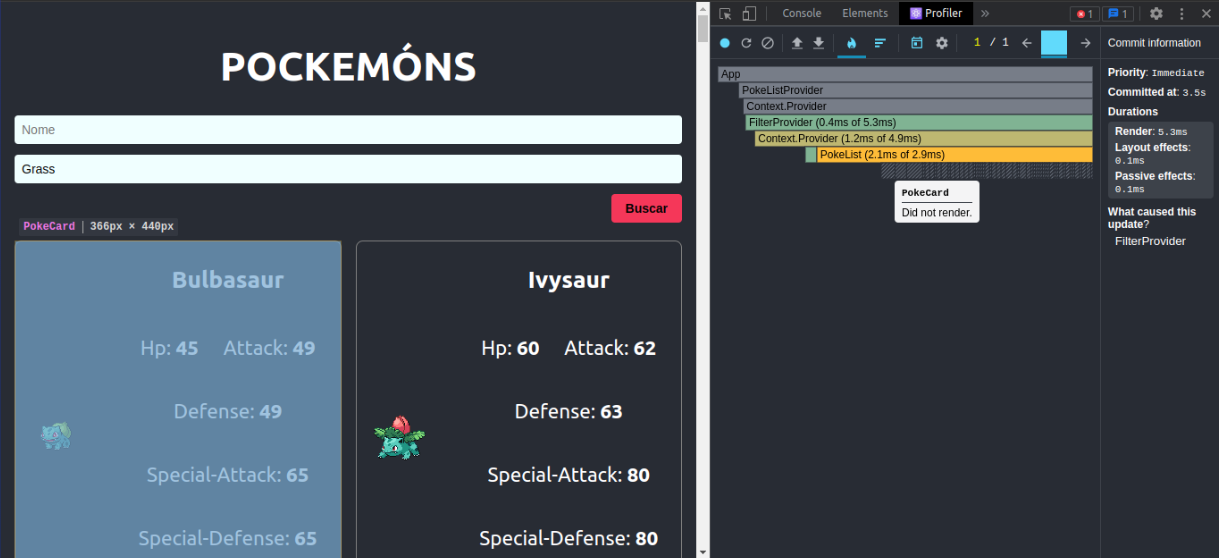 POCKEMÓNS
Nome
Grass
Buscar
PokeCard | 366px × 440px
Bulbasaur
Hp: 45 Attack: 49
Defense: 49
Special-Attack: 65
Special-Defense: 65
Ivysaur
Hp: 60 Attack: 62
Defense: 63
Special-Attack: 80
Special-Defense: 80
Console Elements Profiler » 1 1
1 / 1
App
PokeListProvider
Context.Provider
FilterProvider (0.4ms of 5.3ms)
Context.Provider (1.2ms of 4.9ms)
PokeList (2.1ms of 2.9ms)
PokeCard
Did not render.
Commit information
Priority: Immediate
Committed at: 3.5s
Durations
Render: 5.3ms
Layout effects:
0.1ms
Passive effects:
0.1ms
What caused this
update?
FilterProvider